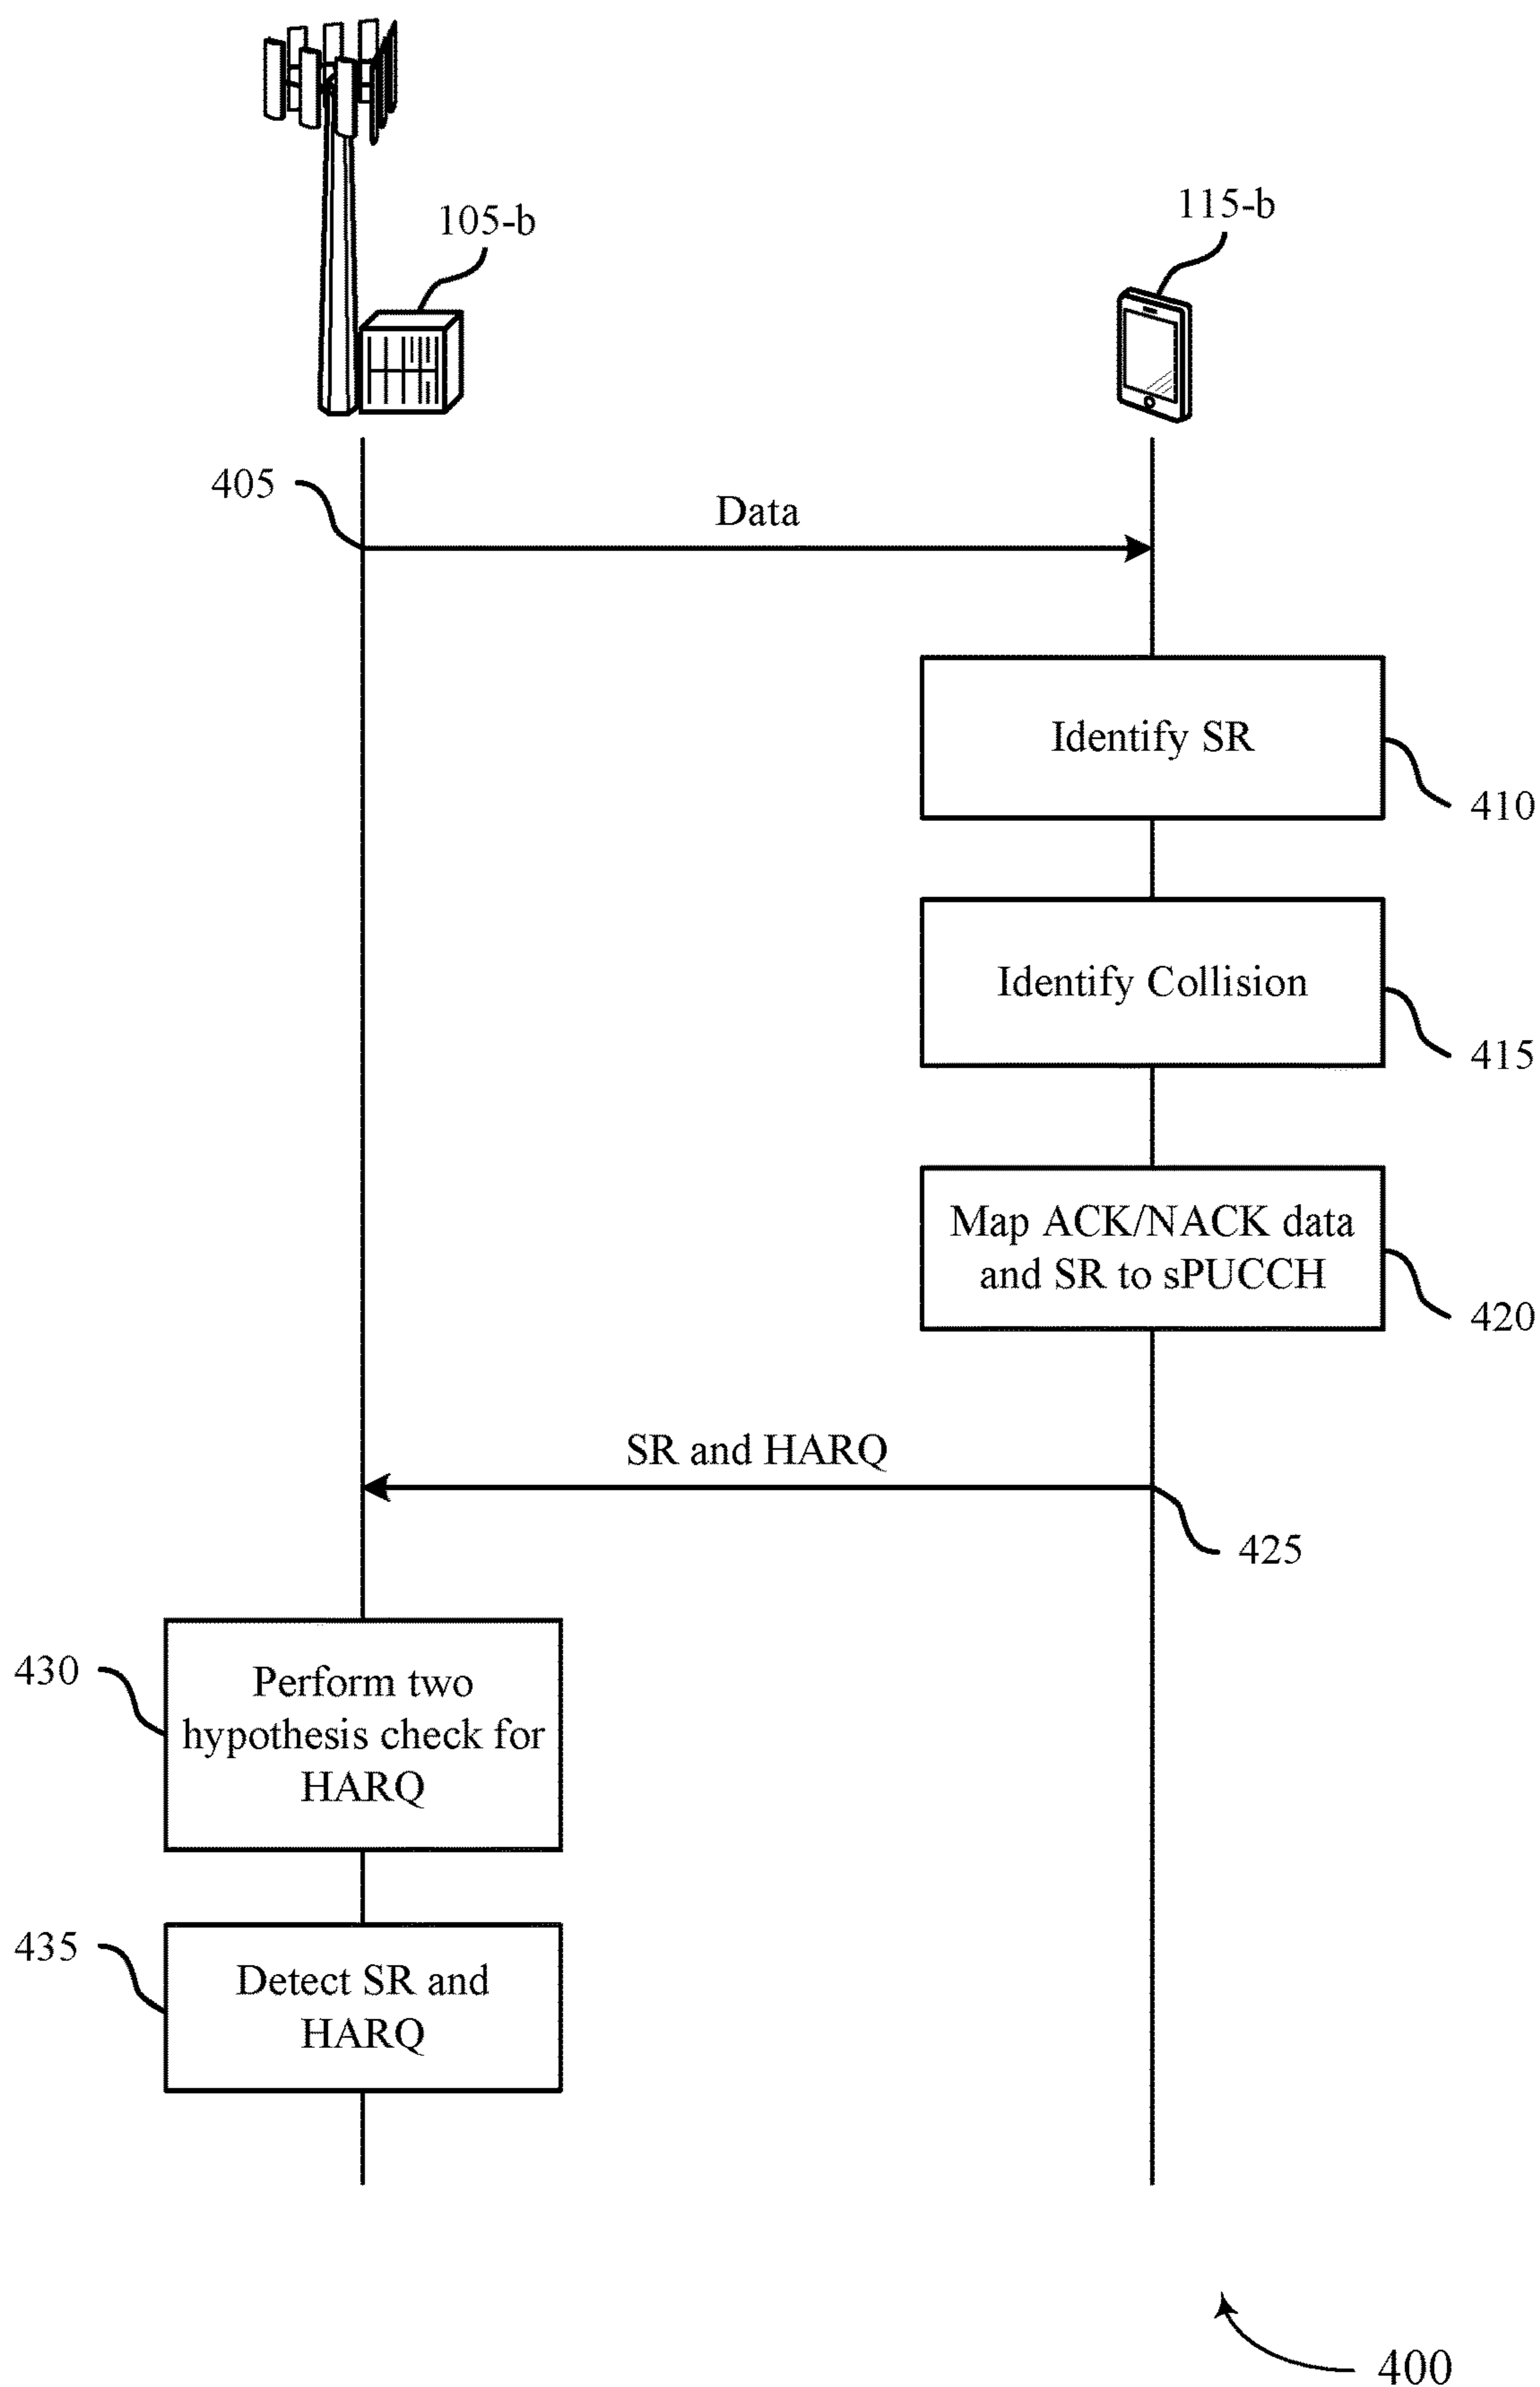 115-b
105-b
405
Data
Identify SR
410
Identify Collision
415
Map ACK/NACK data
and SR to sPUCCH
420
SR and HARQ
425
430
Perform two
hypothesis check for
HARQ
435
Detect SR and
HARQ
400